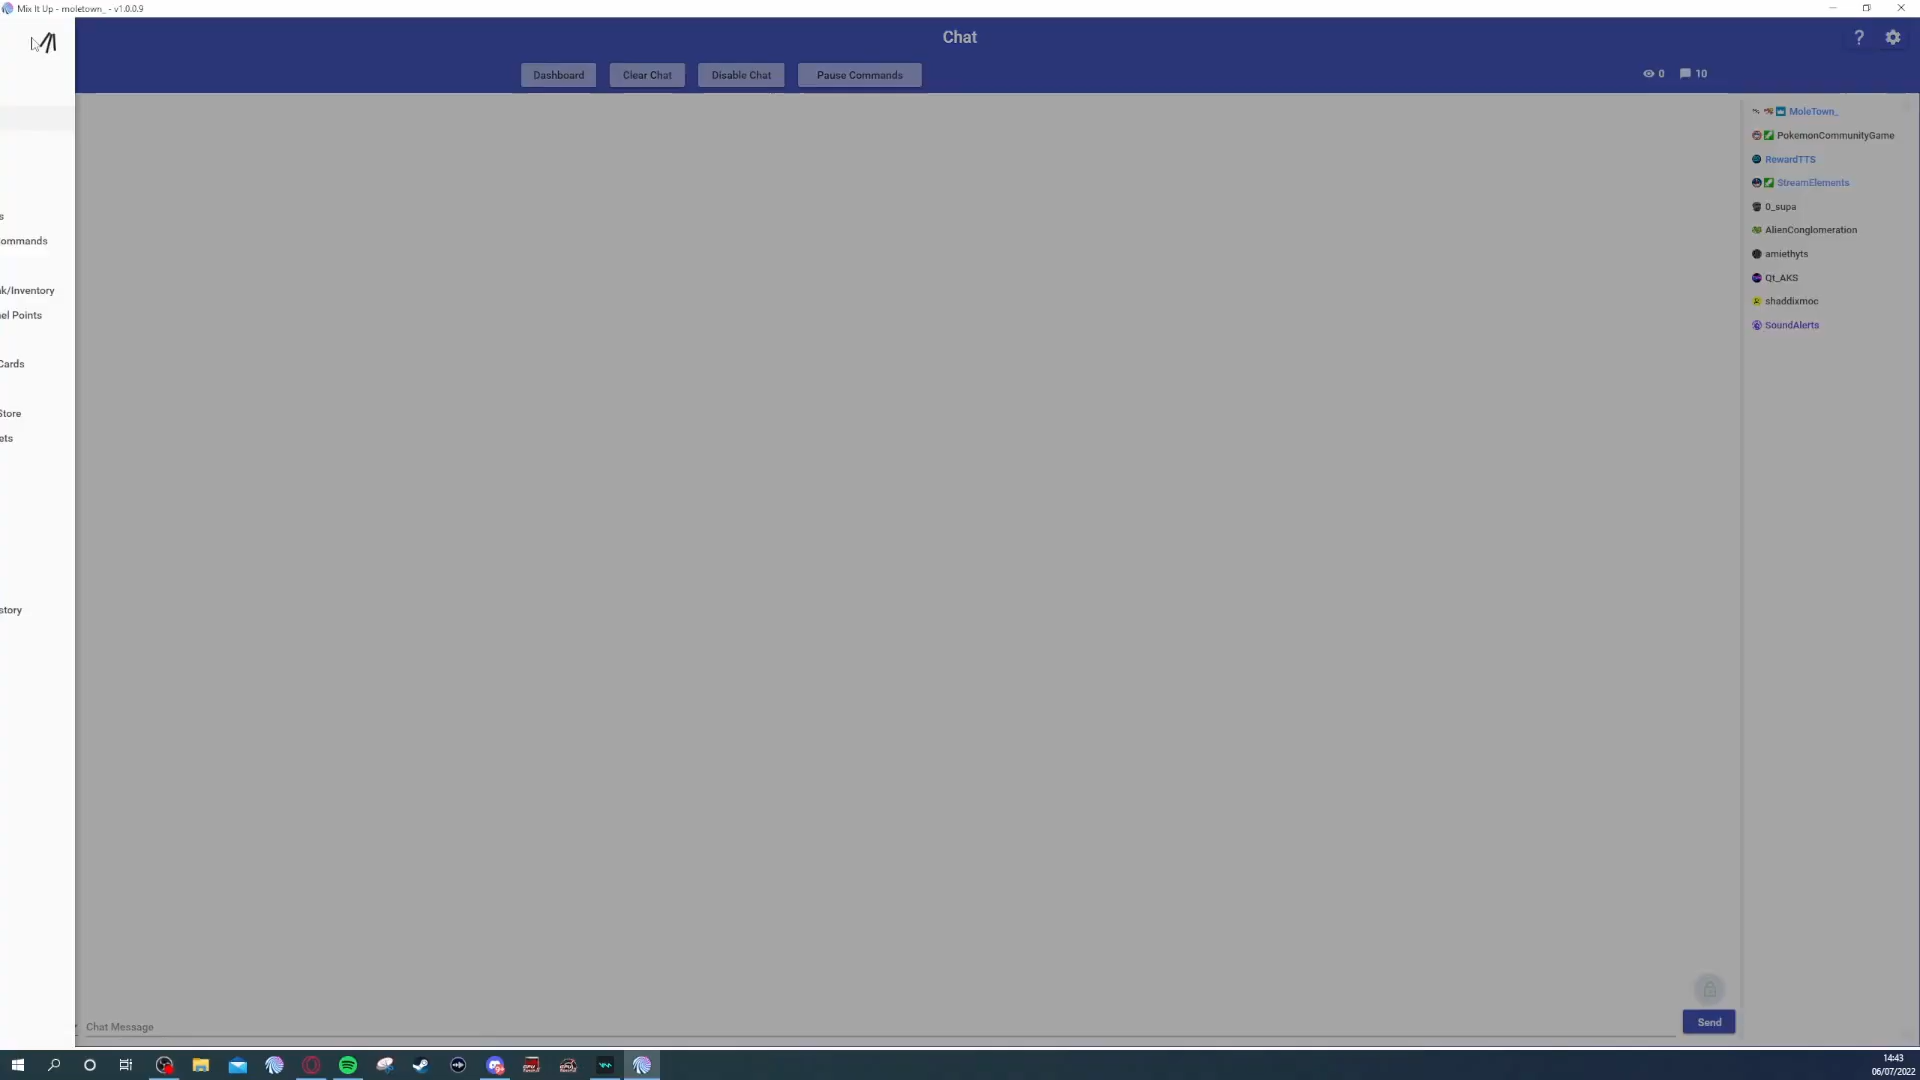 Mix It Up - moletown_ - v1.0.0.9
Chat
Dashboard
Clear Chat
Disable Chat
Pause Commands
0
10
s
ommands
k/Inventory
el Points
Cards
Store
ets
story
MoleTown_
PokemonCommunityGame
RewardTTS
StreamElements
0_supa
AlienConglomeration
amiethyts
Qt_AKS
shaddixmoc
SoundAlerts
Chat Message
Send
14:43
06/07/2022